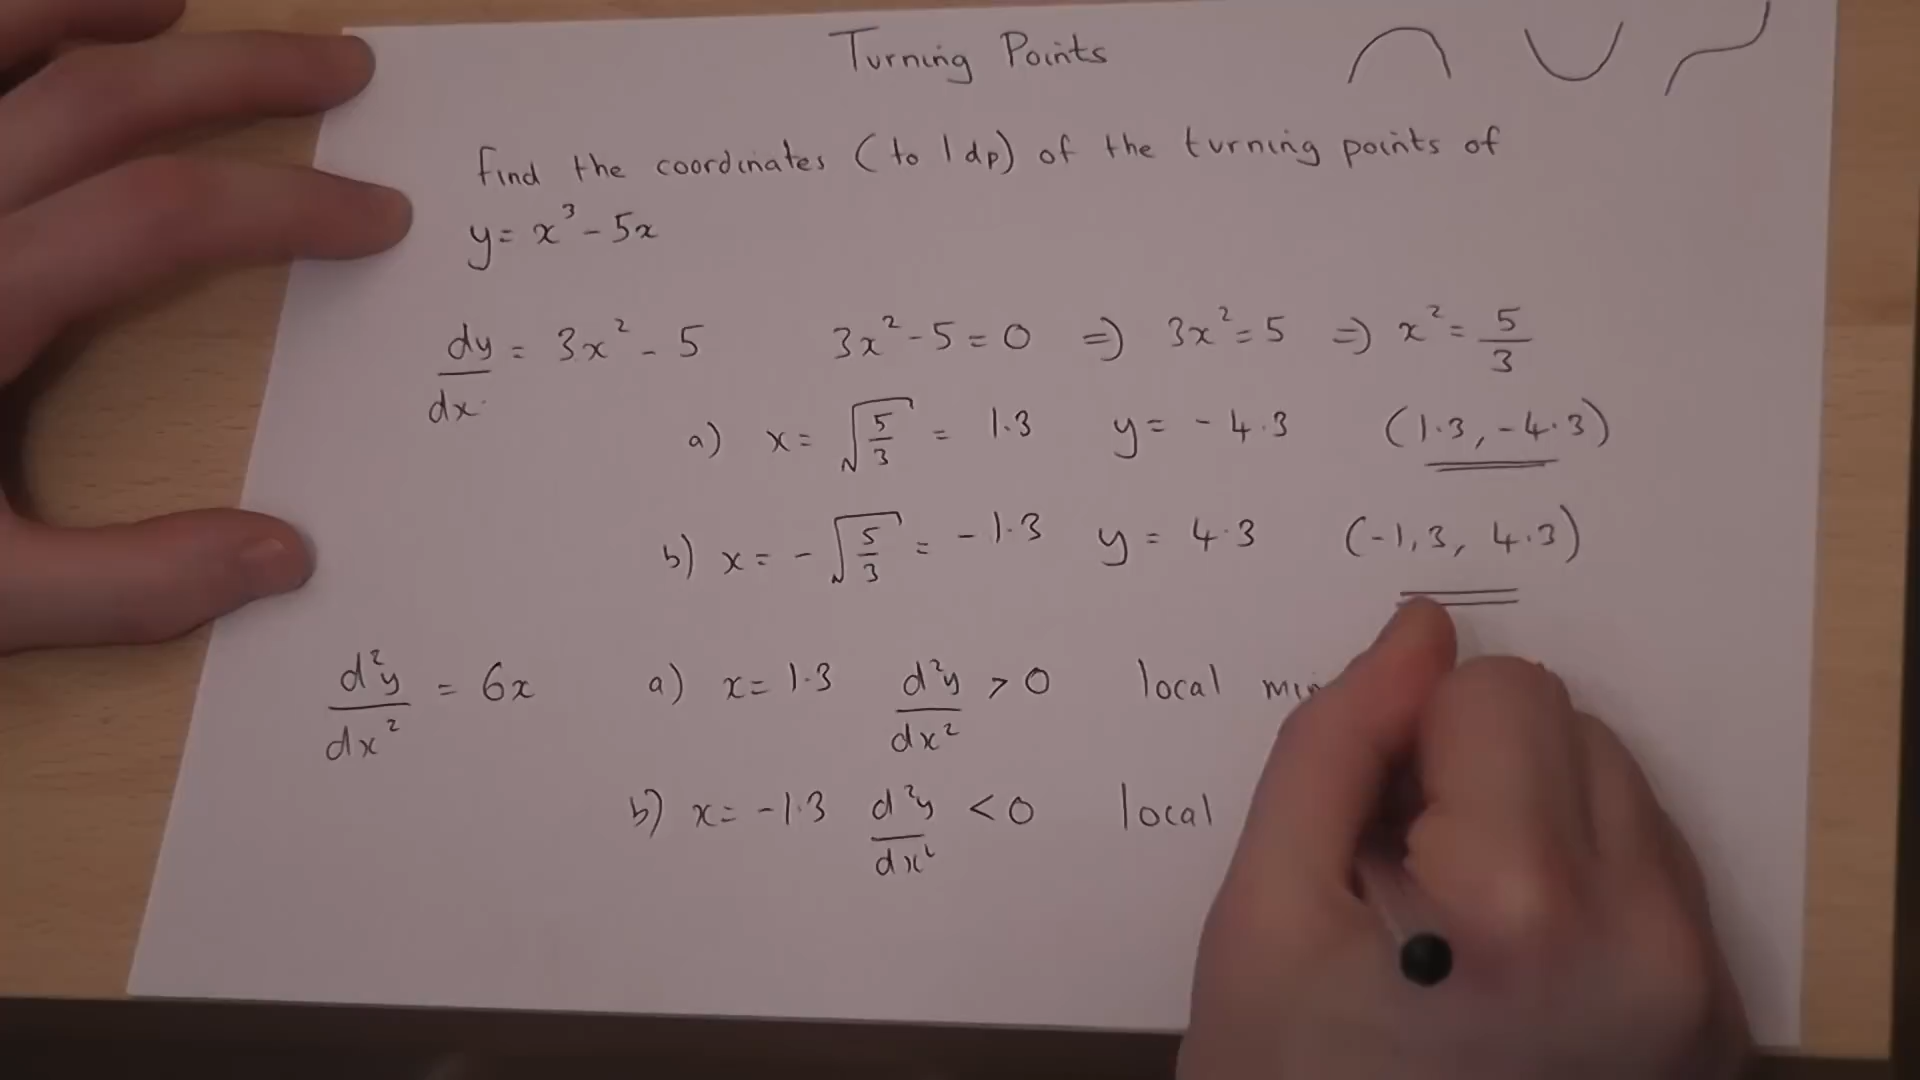 Turning Points
Find the coordinates (to 1dp) of the turning points of
y = x³ - 5x
dy/dx = 3x² - 5    3x² - 5 = 0 => 3x² = 5 => x² = 5/3
a) x = √(5/3) = 1.3    y = -4.3    (1.3, -4.3)
b) x = -√(5/3) = -1.3    y = 4.3    (-1.3, 4.3)
d²y/dx² = 6x    a) x = 1.3    d²y/dx² > 0    local
b) x = -1.3    d²y/dx² < 0    local